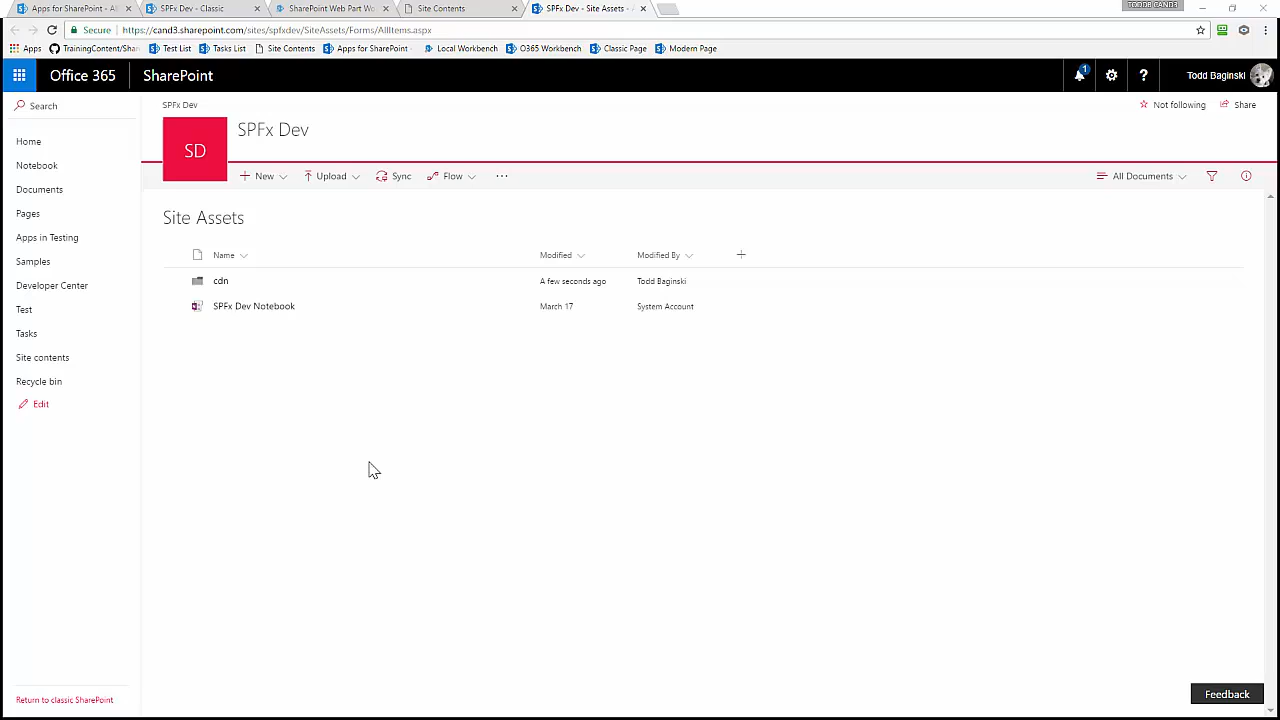 TODDB CAND3
Apps for SharePoint - All
SPFx Dev - Classic
SharePoint Web Part Wo
Site Contents
SPFx Dev - Site Assets - A
Secure https://cand3.sharepoint.com/sites/spfxdev/SiteAssets/Forms/AllItems.aspx
Apps TrainingContent/Shar Test List Tasks List Site Contents Apps for SharePoint Local Workbench O365 Workbench Classic Page Modern Page
Office 365 SharePoint 1 ? Todd Baginski
Search
SPFx Dev
Not following Share
SD
SPFx Dev
New Upload Sync Flow ... All Documents
Home
Notebook
Documents
Pages
Apps in Testing
Samples
Developer Center
Test
Tasks
Site contents
Recycle bin
Edit
Site Assets
Name Modified Modified By
cdn A few seconds ago Todd Baginski
SPFx Dev Notebook March 17 System Account
Return to classic SharePoint
Feedback